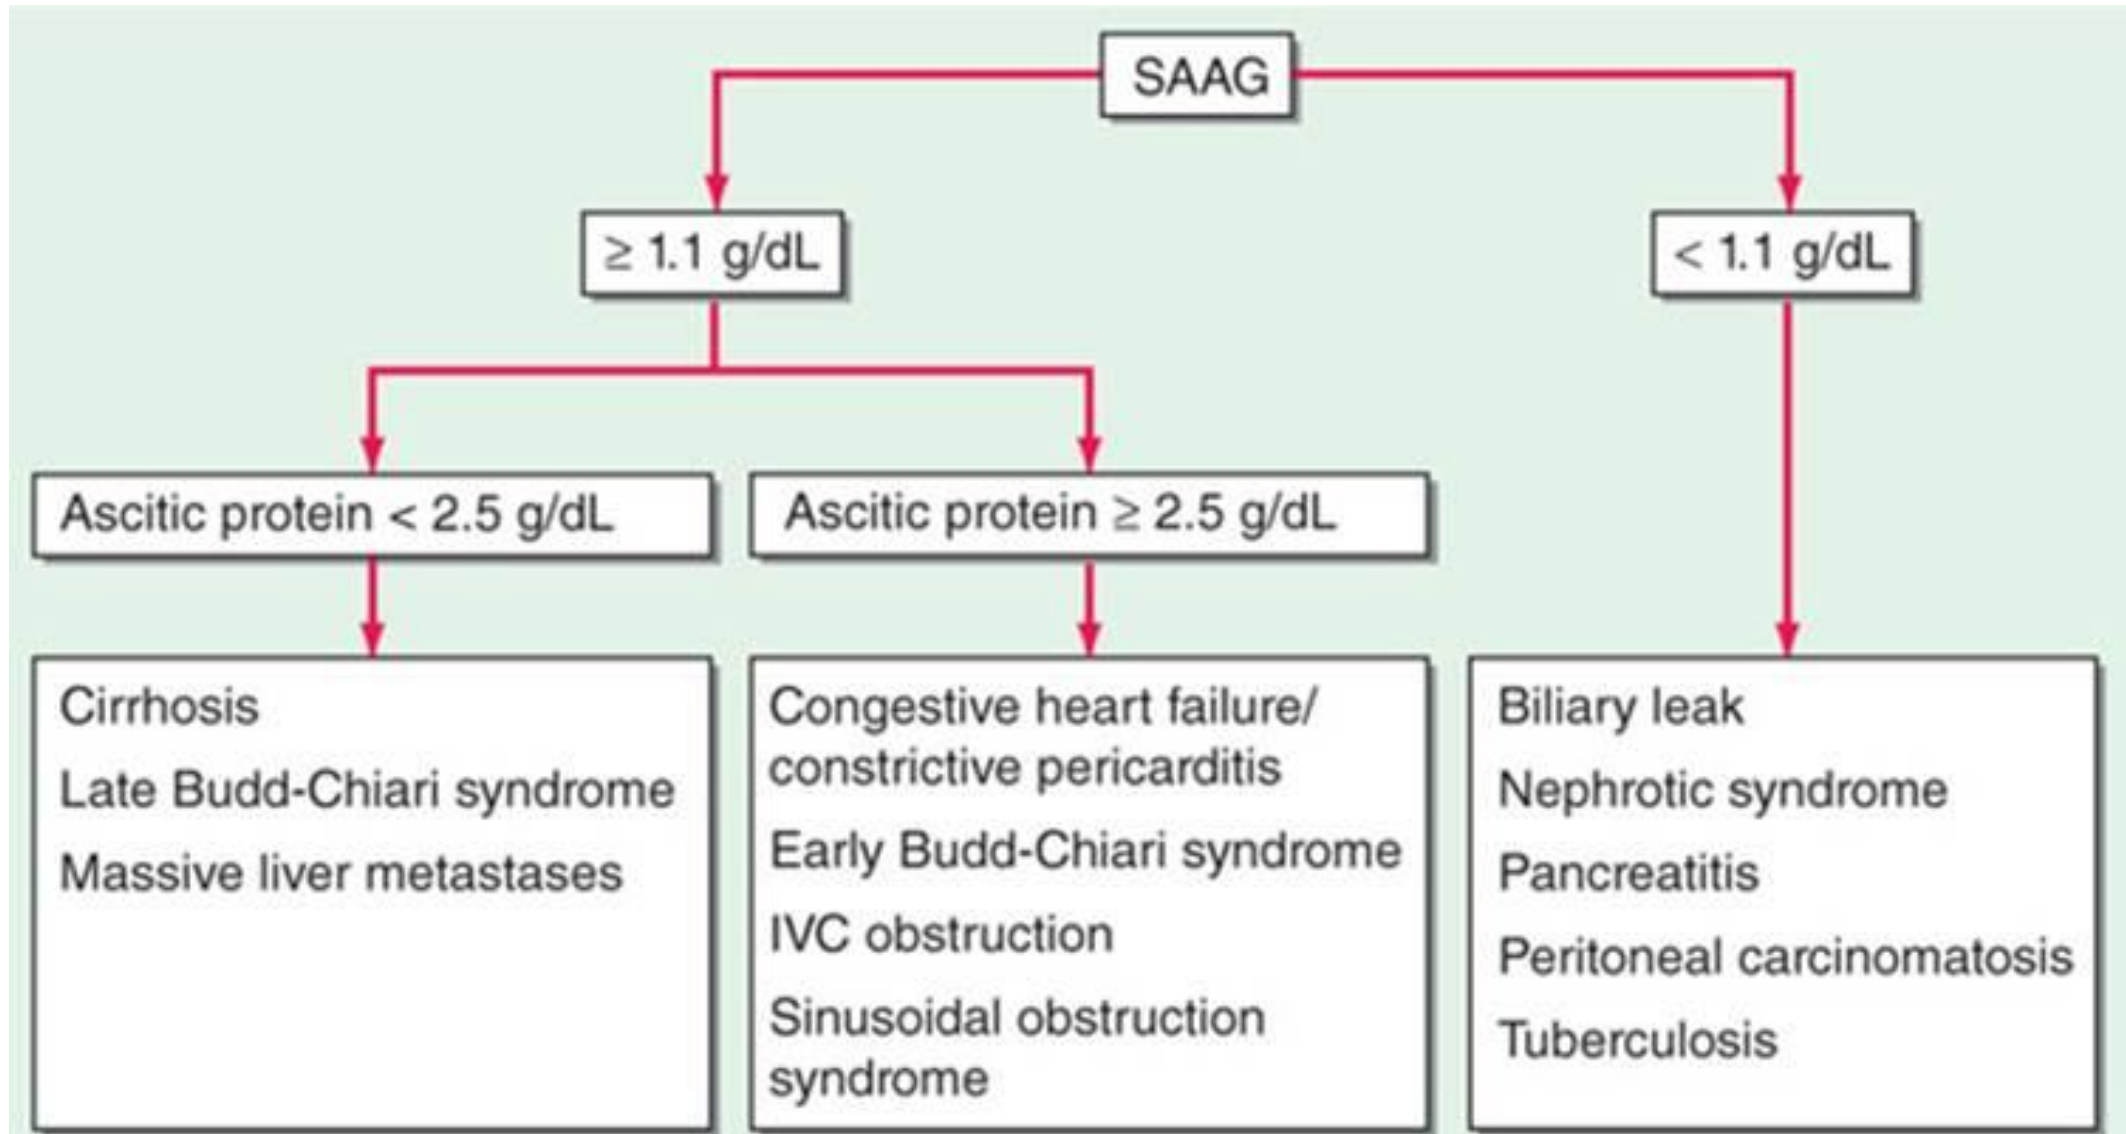 SAAG
≥ 1.1 g/dL
< 1.1 g/dL
Ascitic protein < 2.5 g/dL
Ascitic protein ≥ 2.5 g/dL
Cirrhosis
Late Budd-Chiari syndrome
Massive liver metastases
Congestive heart failure/
constrictive pericarditis
Early Budd-Chiari syndrome
IVC obstruction
Sinusoidal obstruction
syndrome
Biliary leak
Nephrotic syndrome
Pancreatitis
Peritoneal carcinomatosis
Tuberculosis